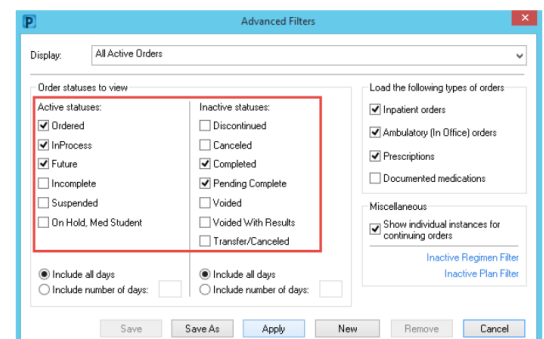 P
Advanced Filters
Display:
All Active Orders
Order statuses to view
Active statuses:
Ordered
InProcess
Future
Incomplete
Suspended
On Hold, Med Student
Include all days
Include number of days:
Inactive statuses:
Discontinued
Canceled
Completed
Pending Complete
Voided
Voided With Results
Transfer/Canceled
Include all days
Include number of days:
Load the following types of orders
Inpatient orders
Ambulatory (In Office) orders
Prescriptions
Documented medications
Miscellaneous
Show individual instances for
continuing orders
Inactive Regimen Filter
Inactive Plan Filter
Save
Save As
Apply
New
Remove
Cancel